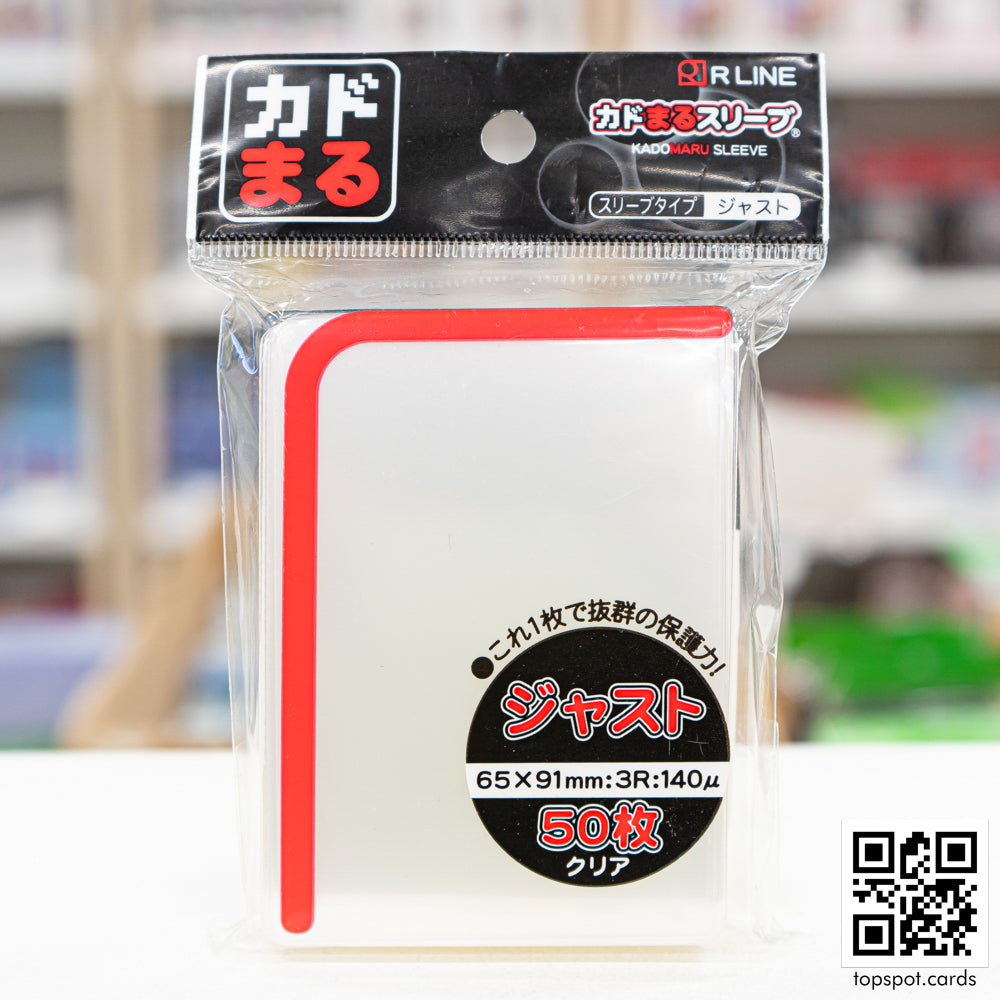 カド
まる
R LINE
カドまるスリーブ®
KADOMARU SLEEVE
スリーブタイプ ジャスト
●これ1枚で抜群の保護力!
ジャスト
65×91mm:3R:140μ
50枚
クリア
topspot.cards